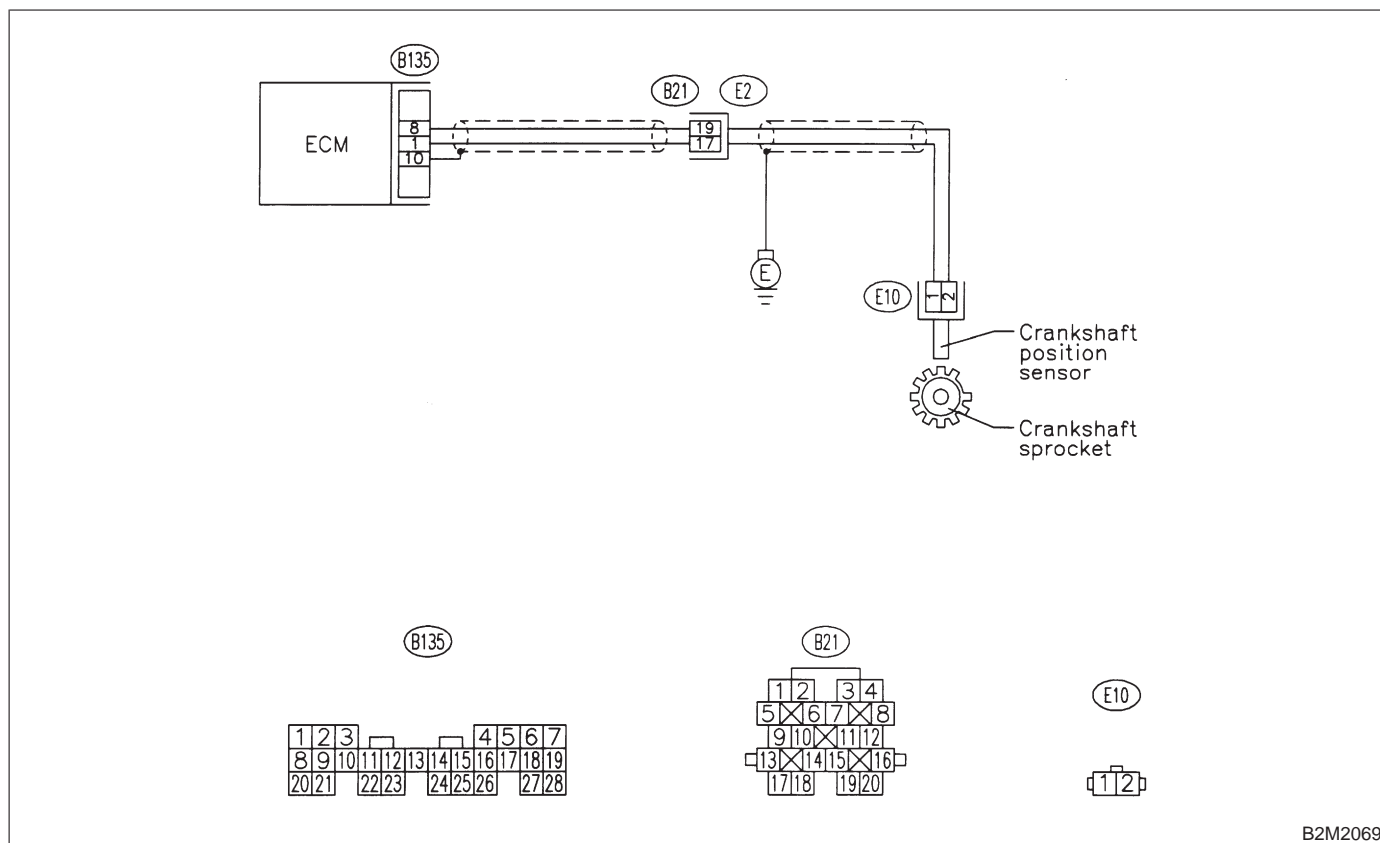 B135
B21 E2
ECM
8
1
10
19
17
E
E10
1 2
Crankshaft
position
sensor
Crankshaft
sprocket
B135
B21
E10
1 2 3 4 5 6 7
8 9 10 11 12 13 14 15 16 17 18 19
20 21 22 23 24 25 26 27 28
1 2 3 4
5 6 7 8
9 10 11 12
13 14 15 16
17 18 19 20
1 2
B2M2069